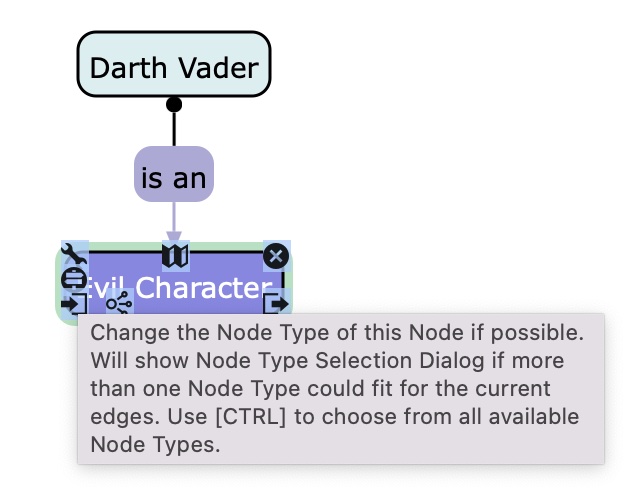 Darth Vader
is an
Evil Character
Change the Node Type of this Node if possible.
Will show Node Type Selection Dialog if more
than one Node Type could fit for the current
edges. Use [CTRL] to choose from all available
Node Types.